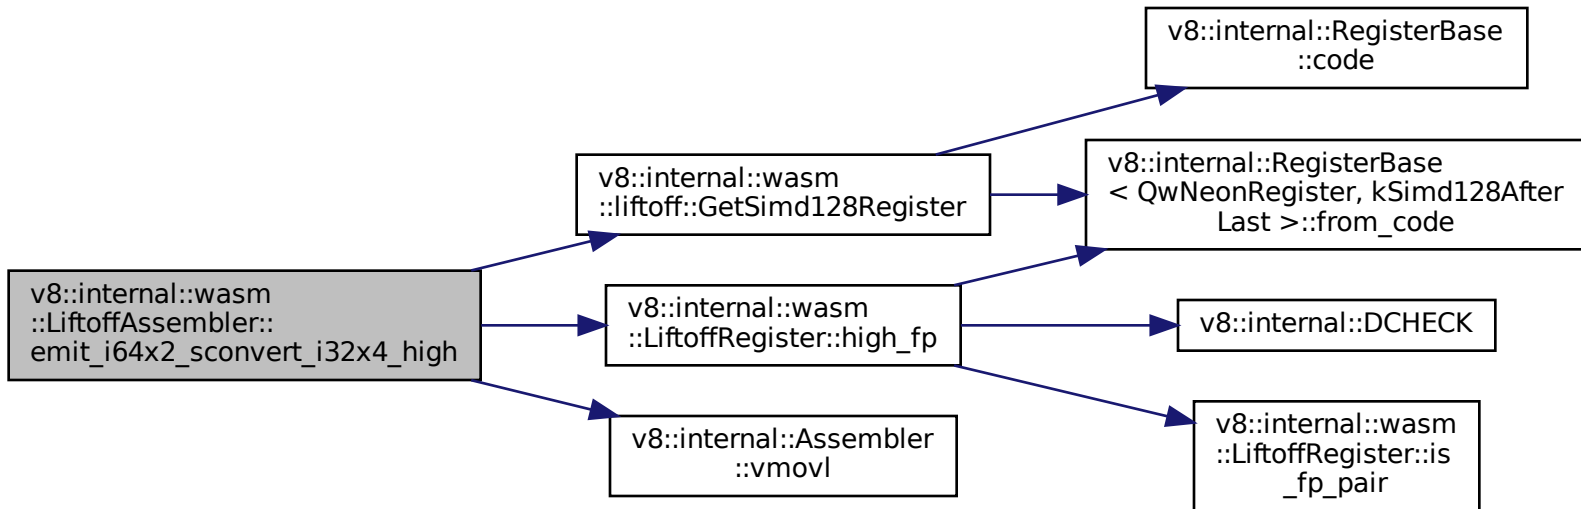 v8::internal::wasm
::LiftoffAssembler::
emit_i64x2_sconvert_i32x4_high
v8::internal::wasm
::liftoff::GetSimd128Register
v8::internal::wasm
::LiftoffRegister::high_fp
v8::internal::Assembler
::vmovl
v8::internal::RegisterBase
::code
v8::internal::RegisterBase
< QwNeonRegister, kSimd128After
Last >::from_code
v8::internal::DCHECK
v8::internal::wasm
::LiftoffRegister::is
_fp_pair